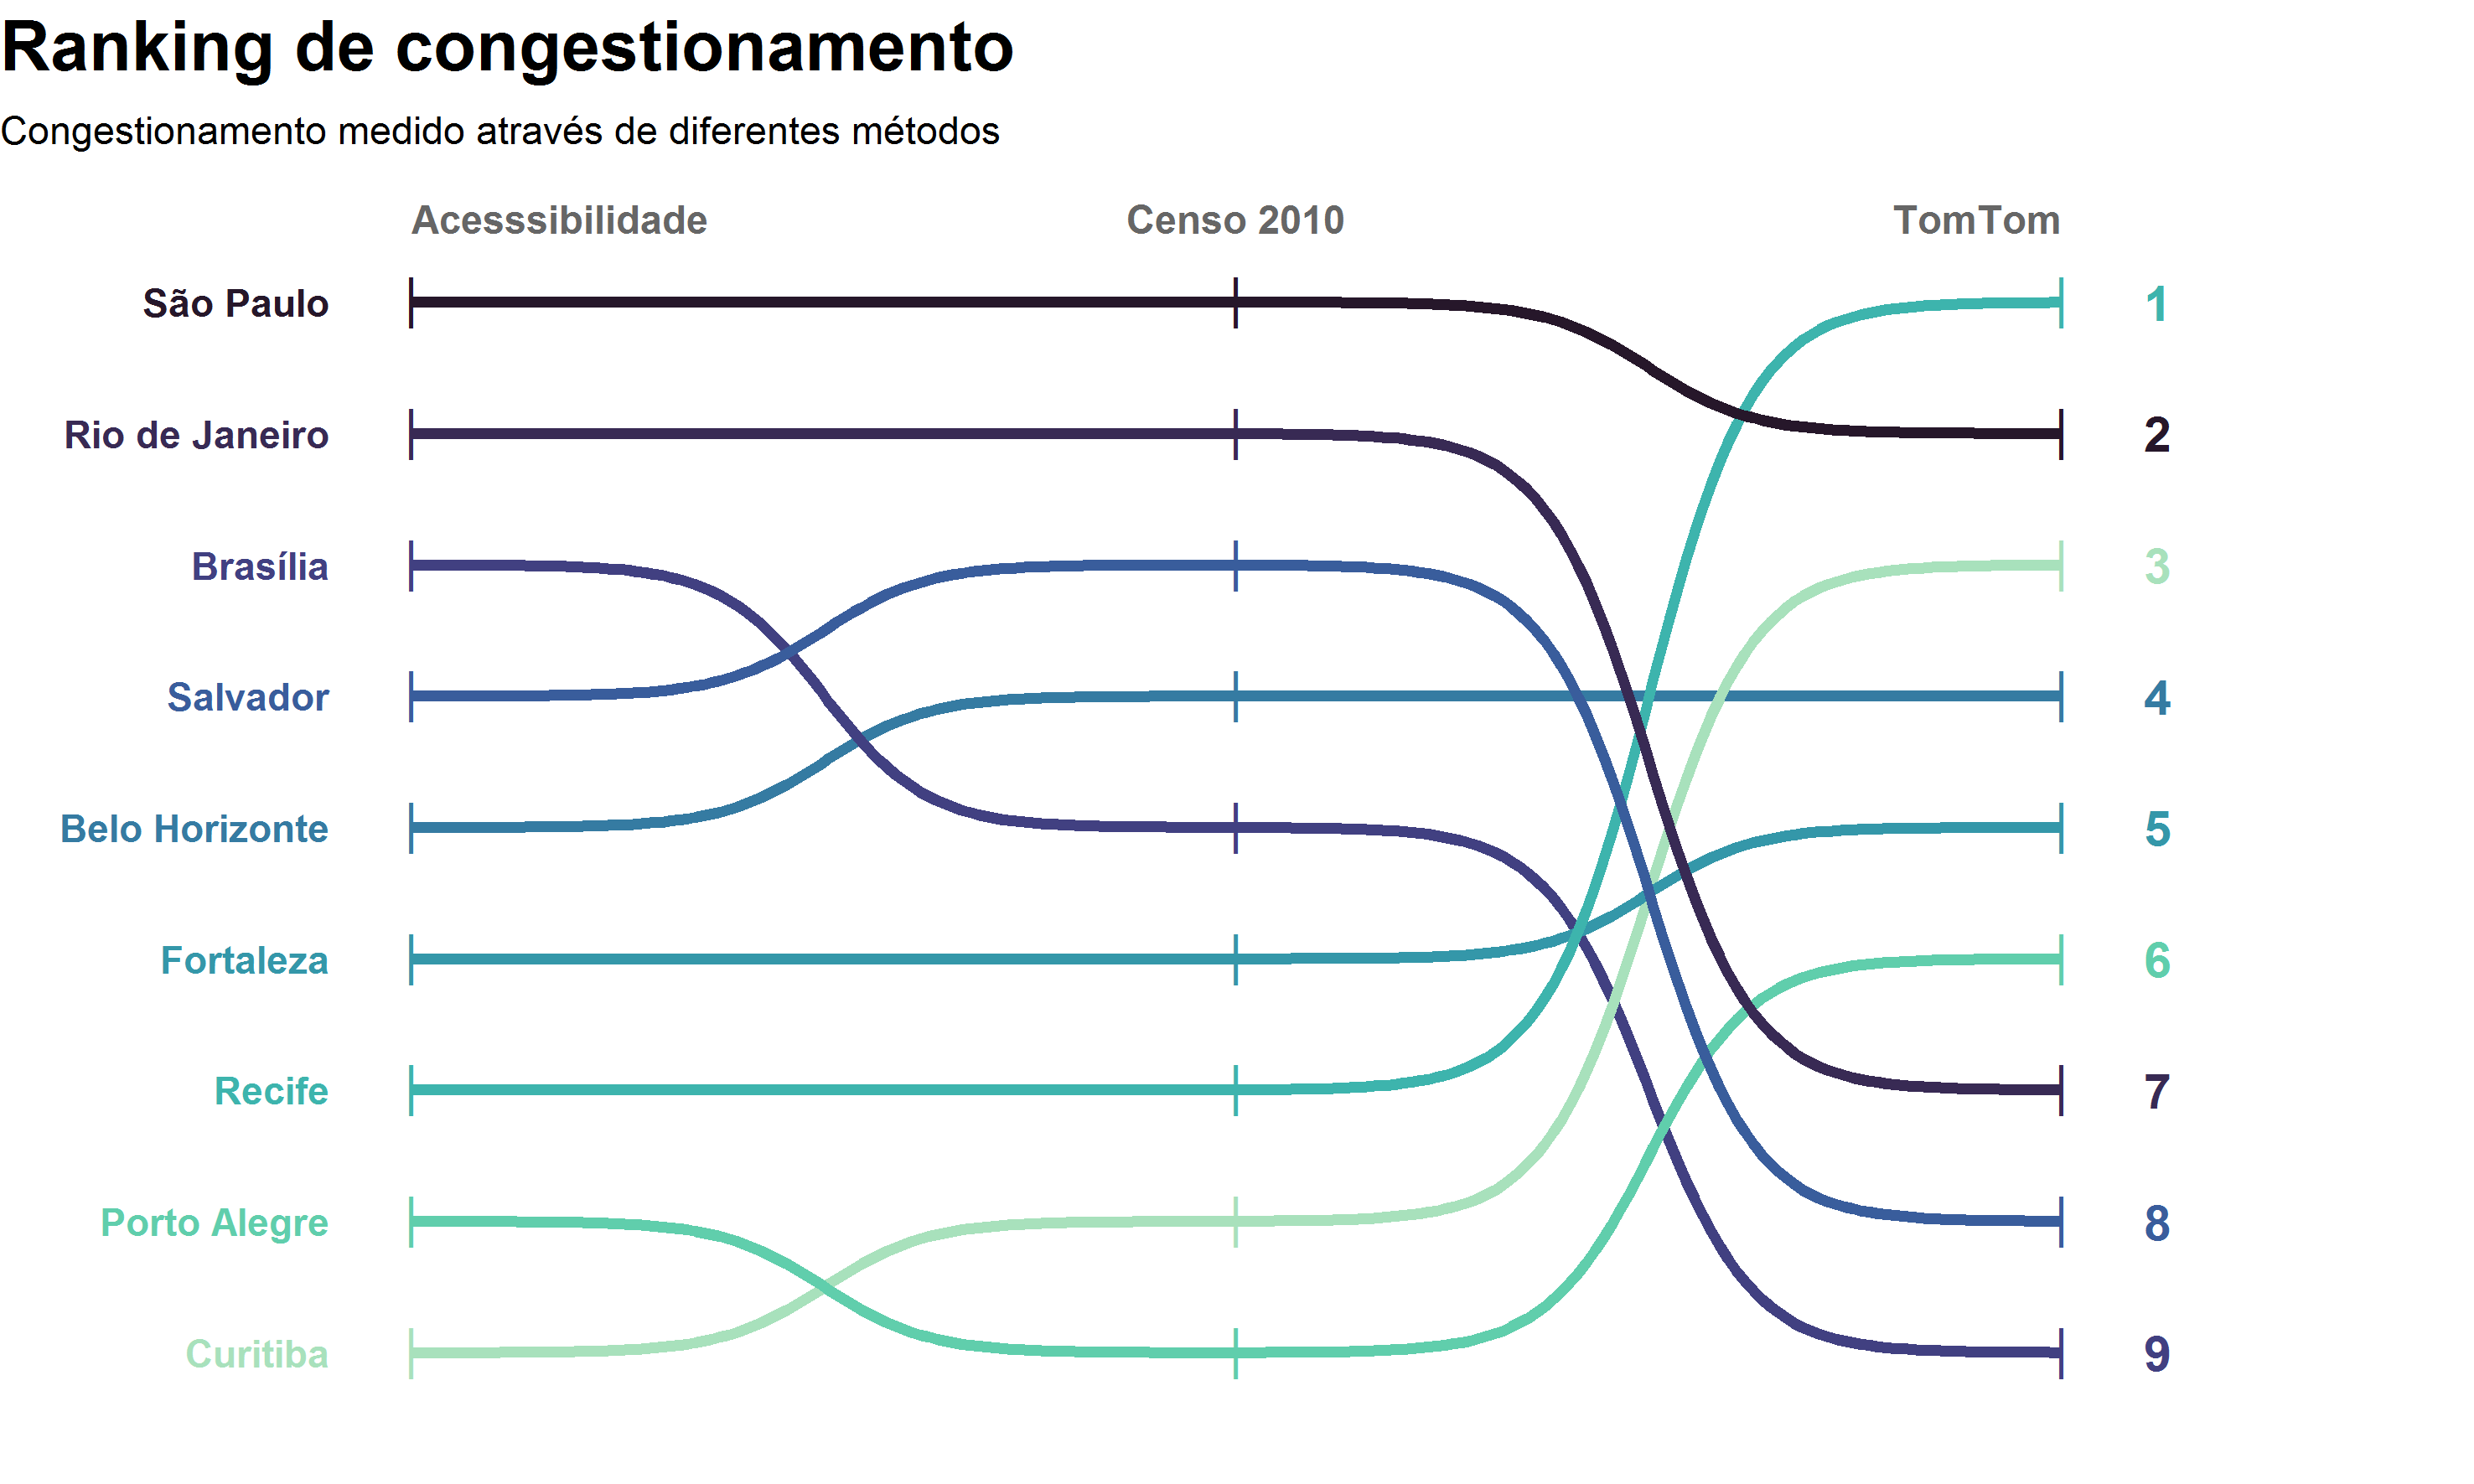 Ranking de congestionamento
Congestionamento medido através de diferentes métodos
Acesssibilidade Censo 2010 TomTom
São Paulo 1
Rio de Janeiro 2
Brasília 3
Salvador 4
Belo Horizonte 5
Fortaleza 6
Recife 7
Porto Alegre 8
Curitiba 9